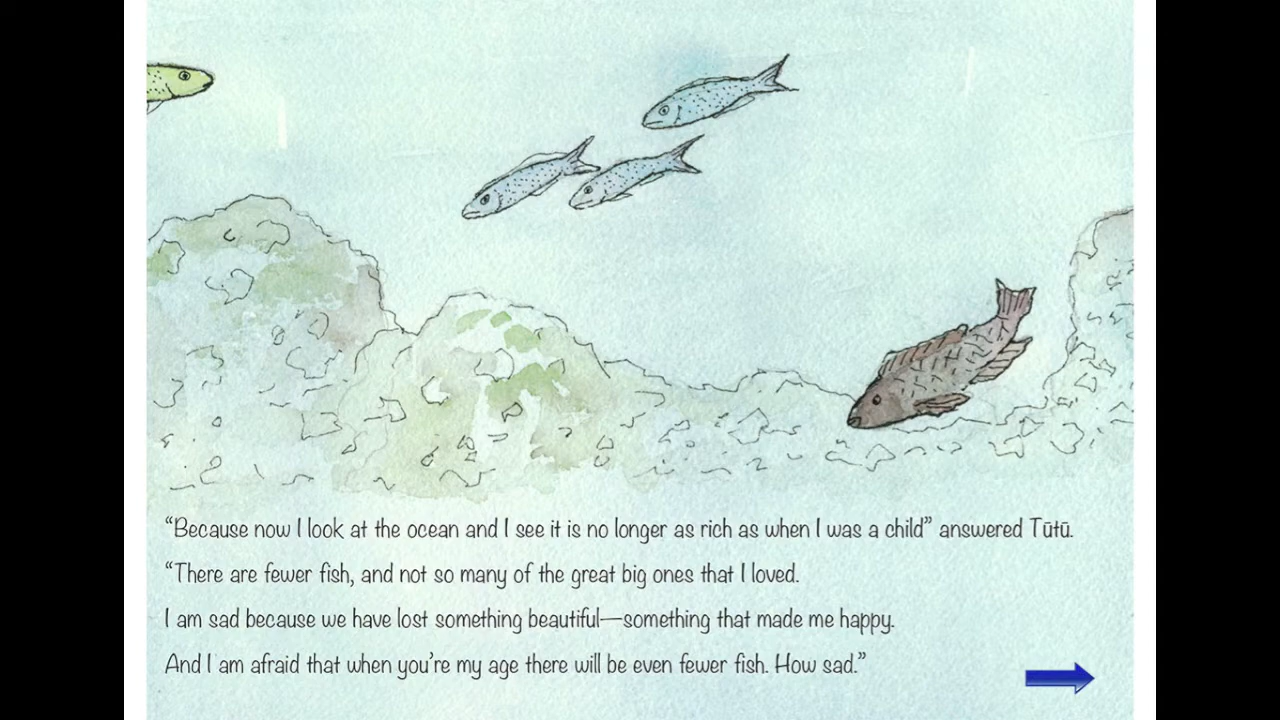 “Because now I look at the ocean and I see it is no longer as rich as when I was a child” answered Tūtū.
“There are fewer fish, and not so many of the great big ones that I loved.
I am sad because we have lost something beautiful—something that made me happy.
And I am afraid that when you’re my age there will be even fewer fish. How sad.”